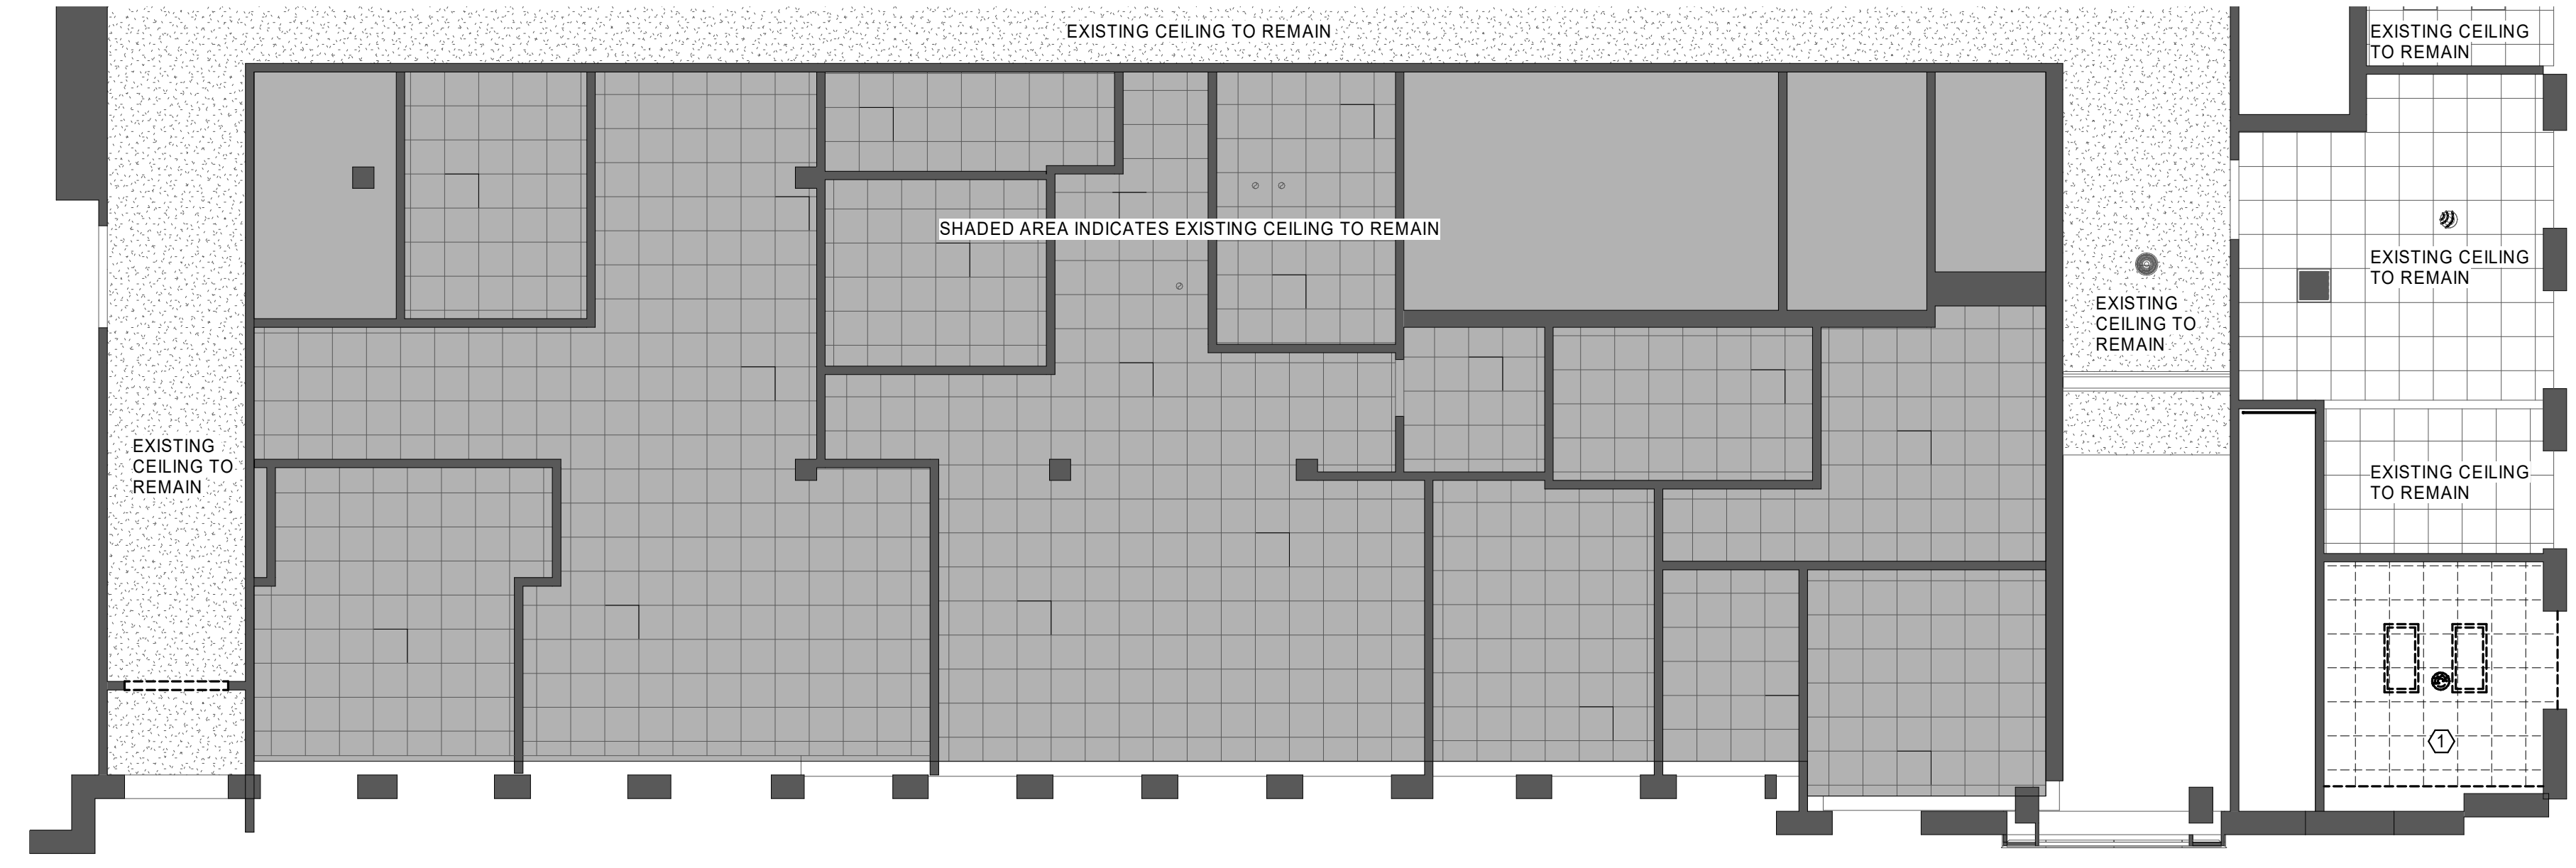 EXISTING CEILING TO REMAIN
EXISTING CEILING
TO REMAIN
SHADED AREA INDICATES EXISTING CEILING TO REMAIN
EXISTING CEILING
TO REMAIN
EXISTING
CEILING TO
REMAIN
EXISTING
CEILING TO
REMAIN
EXISTING CEILING
TO REMAIN
1